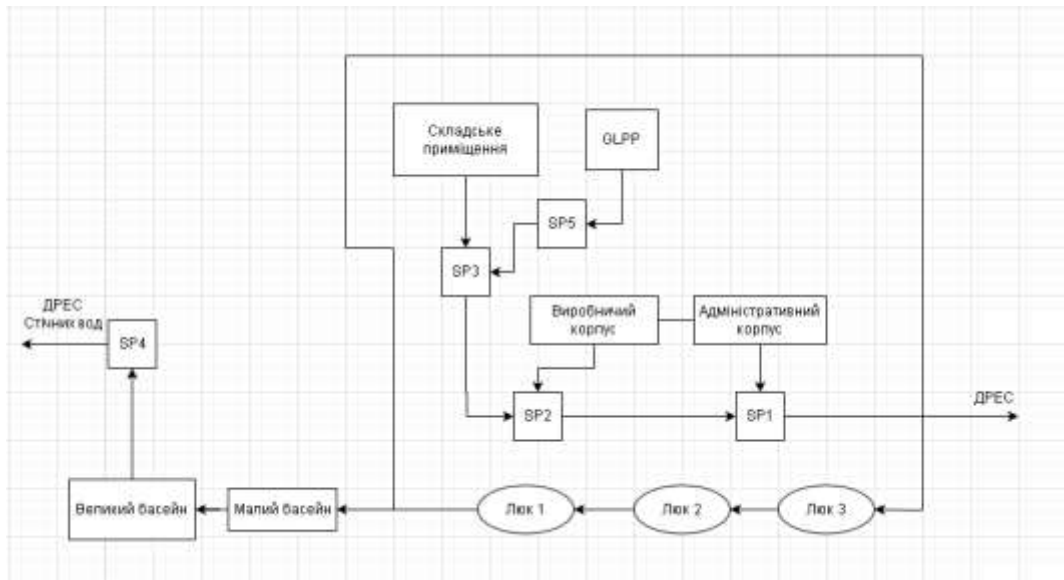 Складське
приміщення
GLPP
SP5
SP3
ДРЕС
Стічних вод
SP4
Виробничий
корпус
Адміністративний
корпус
SP2
SP1
ДРЕС
Великий басейн
Малий басейн
Люк 1
Люк 2
Люк 3